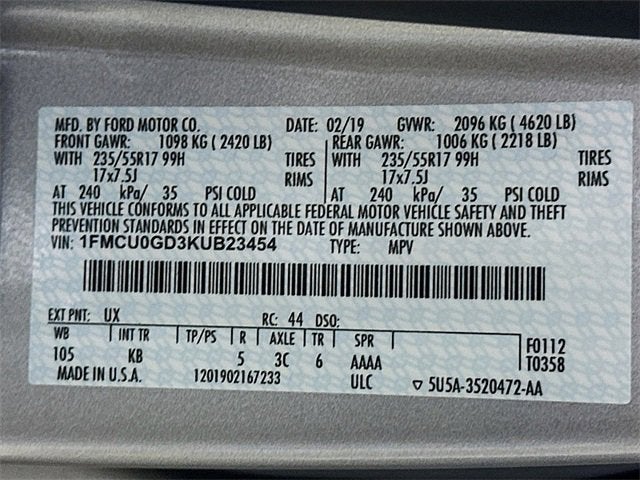 MFD. BY FORD MOTOR CO. DATE: 02/19 GVWR: 2096 KG ( 4620 LB)
FRONT GAWR: 1098 KG ( 2420 LB) REAR GAWR: 1006 KG ( 2218 LB)
WITH 235/55R17 99H TIRES WITH 235/55R17 99H TIRES
17x7.5J RIMS 17x7.5J RIMS
AT 240 kPa/ 35 PSI COLD AT 240 kPa/ 35 PSI COLD
THIS VEHICLE CONFORMS TO ALL APPLICABLE FEDERAL MOTOR VEHICLE SAFETY AND THEFT
PREVENTION STANDARDS IN EFFECT ON THE DATE OF MANUFACTURE SHOWN ABOVE.
VIN: 1FMCU0GD3KUB23454 TYPE: MPV
EXT PNT: UX RC: 44 DSO:
WB INT TR TP/PS R AXLE TR SPR
105 KB 5 3C 6 AAAA
F0112
T0358
MADE IN U.S.A. 1201902167233 ULC ▽ 5U5A-3520472-AA